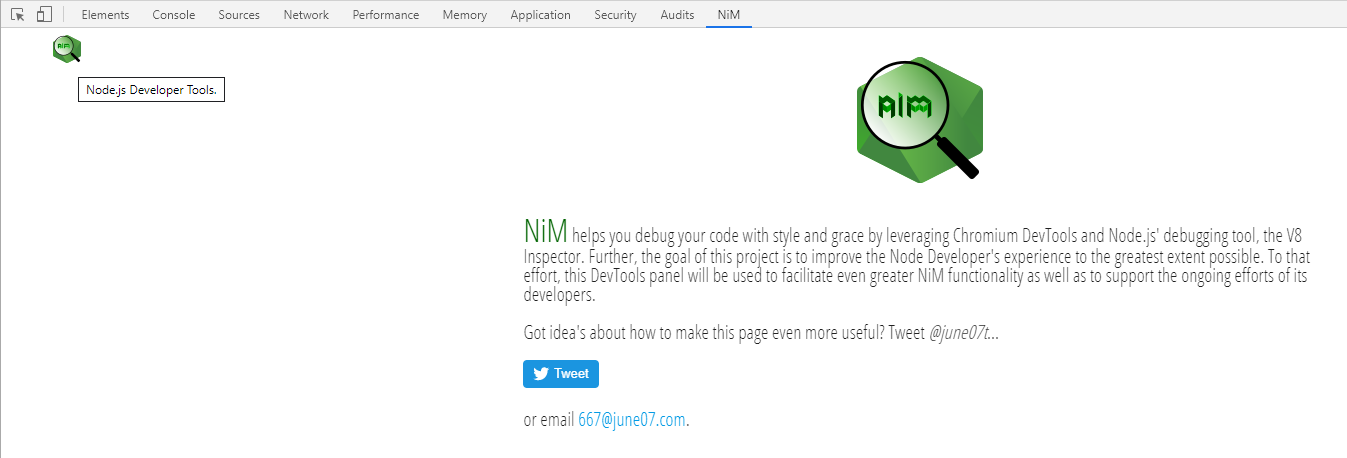 Elements Console Sources Network Performance Memory Application Security Audits NiM
NiM
Node.js Developer Tools.
NiM
NiM helps you debug your code with style and grace by leveraging Chromium DevTools and Node.js' debugging tool, the V8
Inspector. Further, the goal of this project is to improve the Node Developer's experience to the greatest extent possible. To that
effort, this DevTools panel will be used to facilitate even greater NiM functionality as well as to support the ongoing efforts of its
developers.
Got idea's about how to make this page even more useful? Tweet @june07t...
Tweet
or email 667@june07.com.